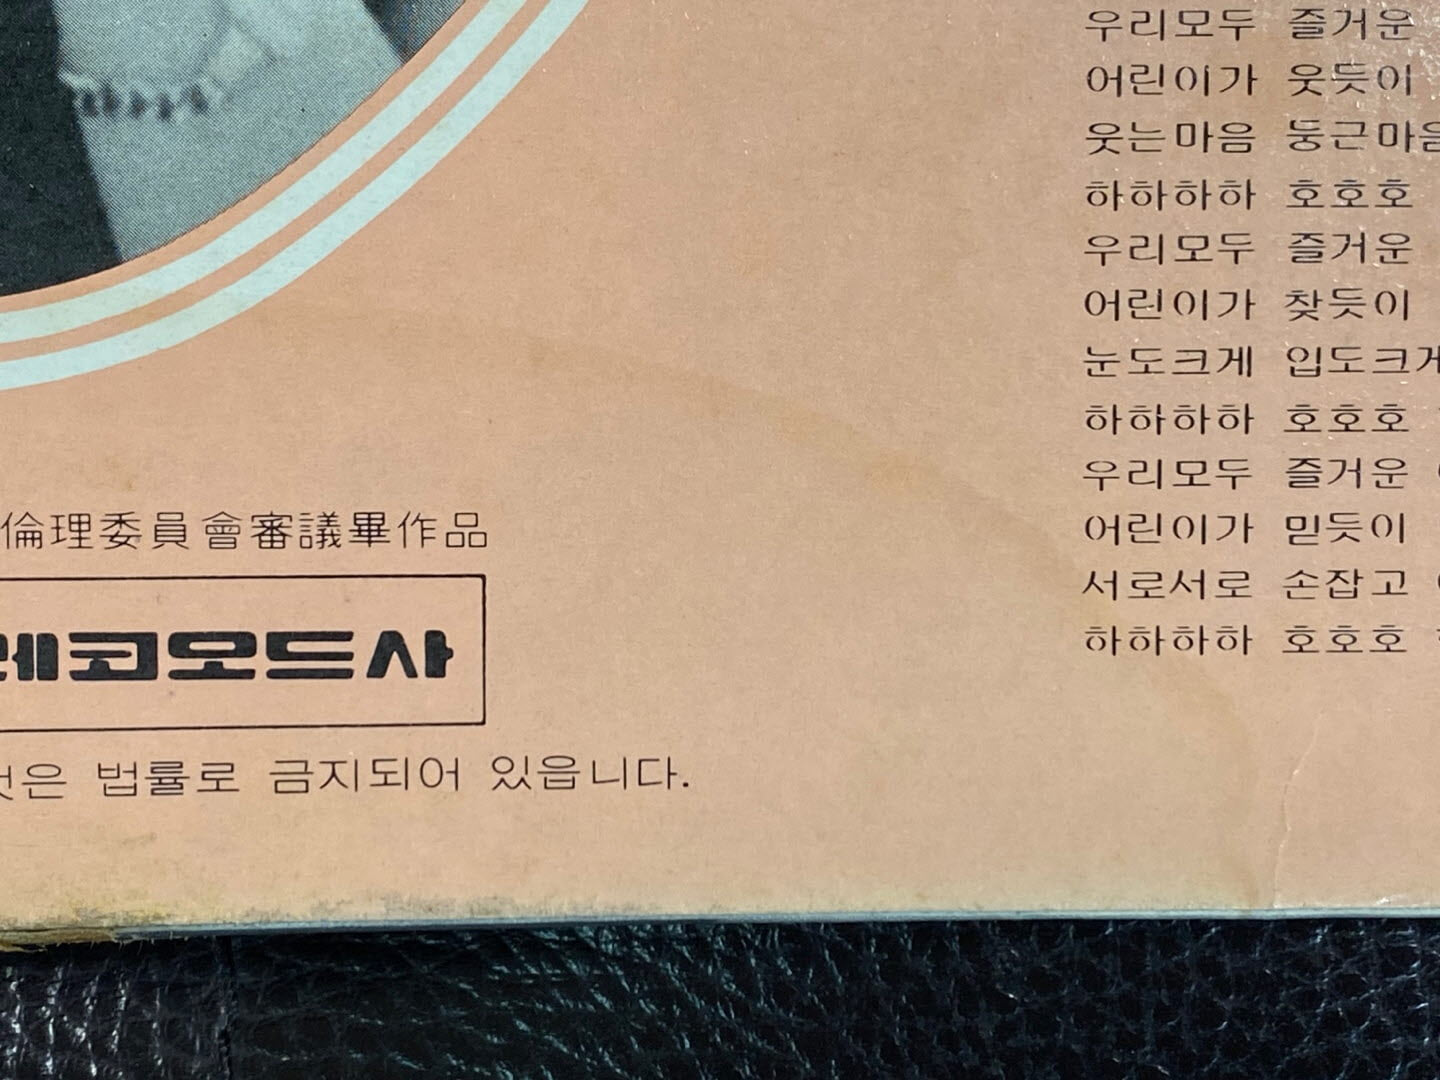 우리모두 즐거운
어린이가 웃듯이
웃는마음 둥근마음
하하하하 호호호
우리모두 즐거운
어린이가 찾듯이
눈도크게 입도크게
하하하하 호호호
우리모두 즐거운
어린이가 믿듯이
서로서로 손잡고
하하하하 호호호
倫理委員會審議畢作品
레코오드사
것은 법률로 금지되어 있읍니다.